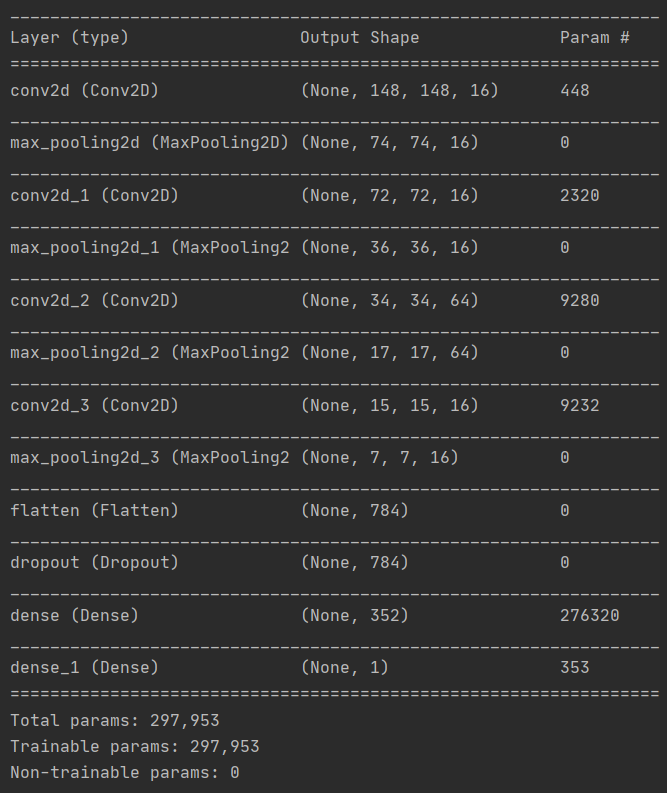 _________________________________________________________________
Layer (type)                 Output Shape              Param #
=================================================================
conv2d (Conv2D)              (None, 148, 148, 16)      448
_________________________________________________________________
max_pooling2d (MaxPooling2D) (None, 74, 74, 16)        0
_________________________________________________________________
conv2d_1 (Conv2D)            (None, 72, 72, 16)        2320
_________________________________________________________________
max_pooling2d_1 (MaxPooling2 (None, 36, 36, 16)        0
_________________________________________________________________
conv2d_2 (Conv2D)            (None, 34, 34, 64)        9280
_________________________________________________________________
max_pooling2d_2 (MaxPooling2 (None, 17, 17, 64)        0
_________________________________________________________________
conv2d_3 (Conv2D)            (None, 15, 15, 16)        9232
_________________________________________________________________
max_pooling2d_3 (MaxPooling2 (None, 7, 7, 16)          0
_________________________________________________________________
flatten (Flatten)            (None, 784)               0
_________________________________________________________________
dropout (Dropout)            (None, 784)               0
_________________________________________________________________
dense (Dense)                (None, 352)               276320
_________________________________________________________________
dense_1 (Dense)              (None, 1)                 353
=================================================================
Total params: 297,953
Trainable params: 297,953
Non-trainable params: 0